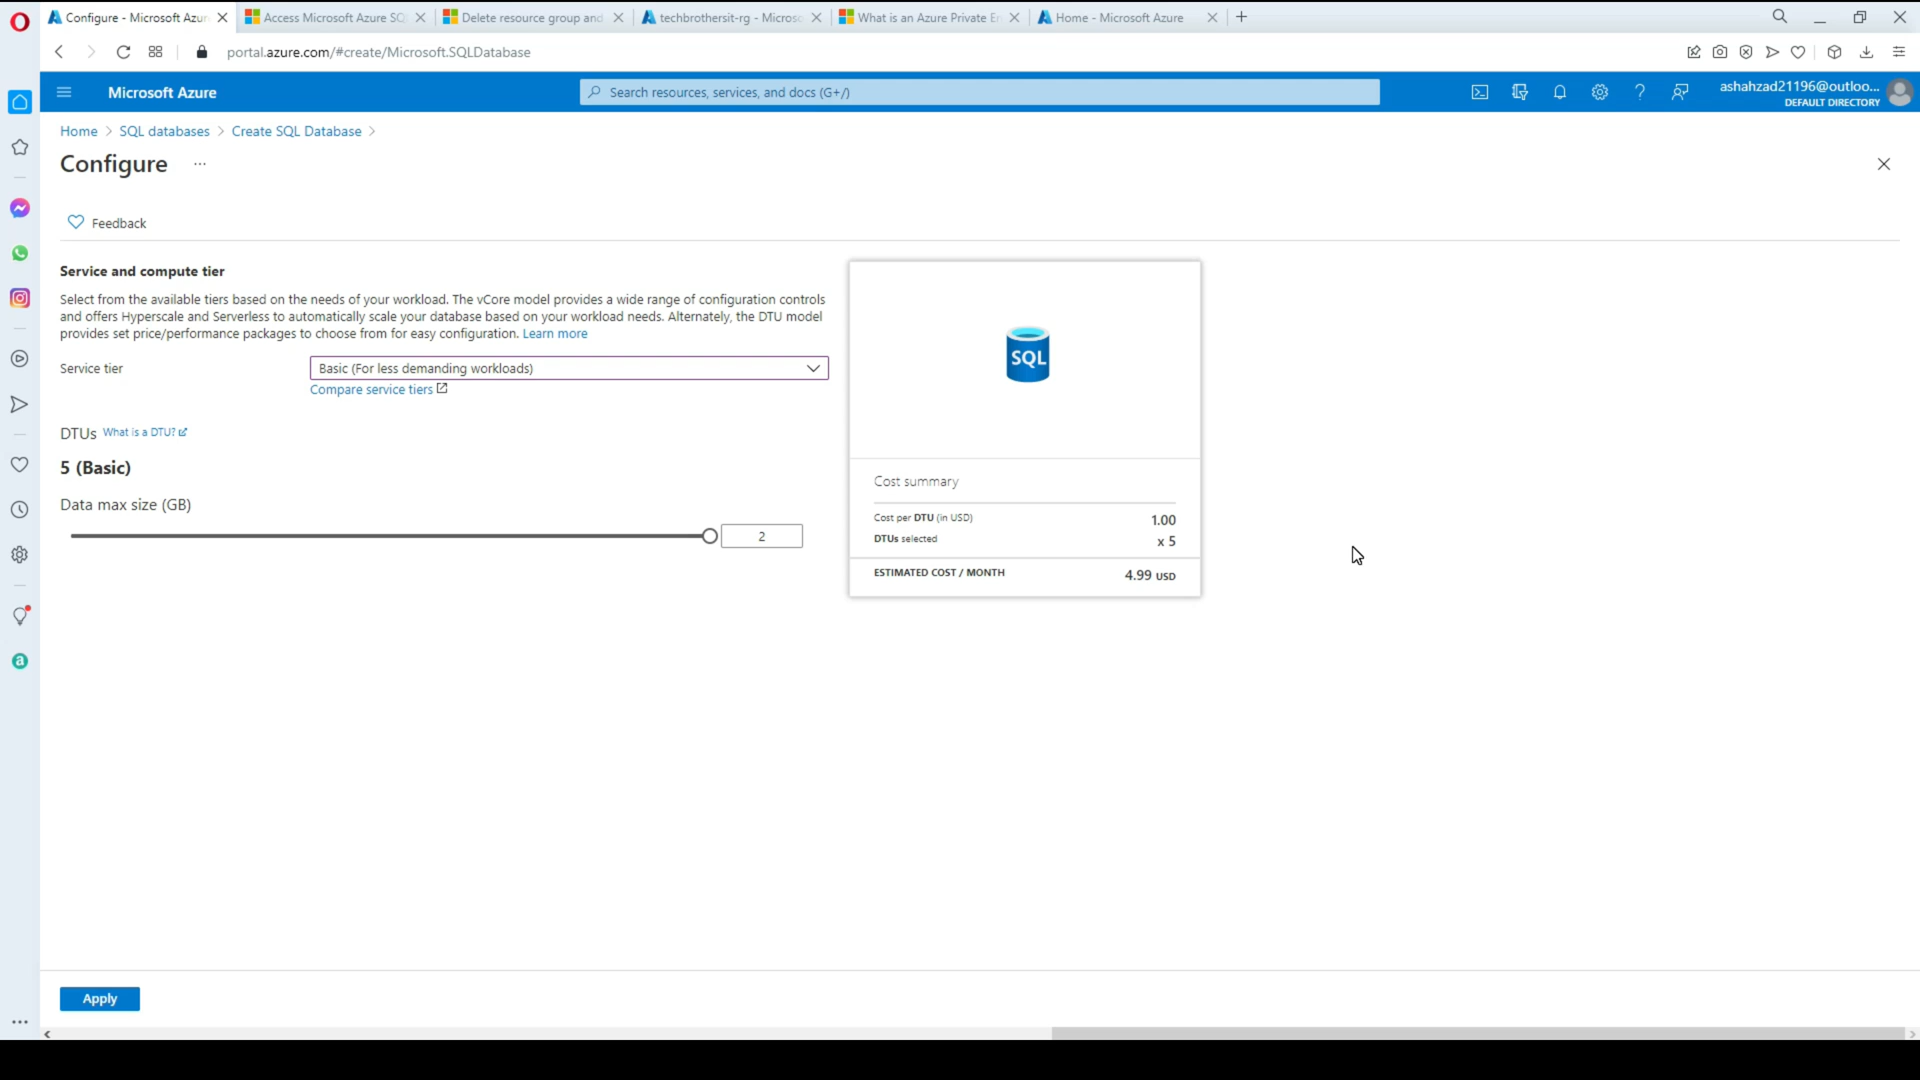 Configure - Microsoft Azur
Access Microsoft Azure SQ
Delete resource group and
techbrothersit-rg - Microso
What is an Azure Private En
Home - Microsoft Azure
portal.azure.com/#create/Microsoft.SQLDatabase
Microsoft Azure
Search resources, services, and docs (G+/)
ashahzad21196@outloo...
DEFAULT DIRECTORY
Home > SQL databases > Create SQL Database >
Configure ...
Feedback
Service and compute tier
Select from the available tiers based on the needs of your workload. The vCore model provides a wide range of configuration controls
and offers Hyperscale and Serverless to automatically scale your database based on your workload needs. Alternately, the DTU model
provides set price/performance packages to choose from for easy configuration. Learn more
Service tier
Basic (For less demanding workloads)
Compare service tiers
DTUs What is a DTU?
5 (Basic)
Data max size (GB)
2
SQL
Cost summary
Cost per DTU (in USD) 1.00
DTUs selected x 5
ESTIMATED COST / MONTH 4.99 USD
Apply